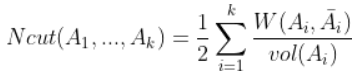 $Ncut(A_1, ..., A_k) = \frac{1}{2} \sum_{i=1}^{k} \frac{W(A_i, \bar{A}_i)}{vol(A_i)}$